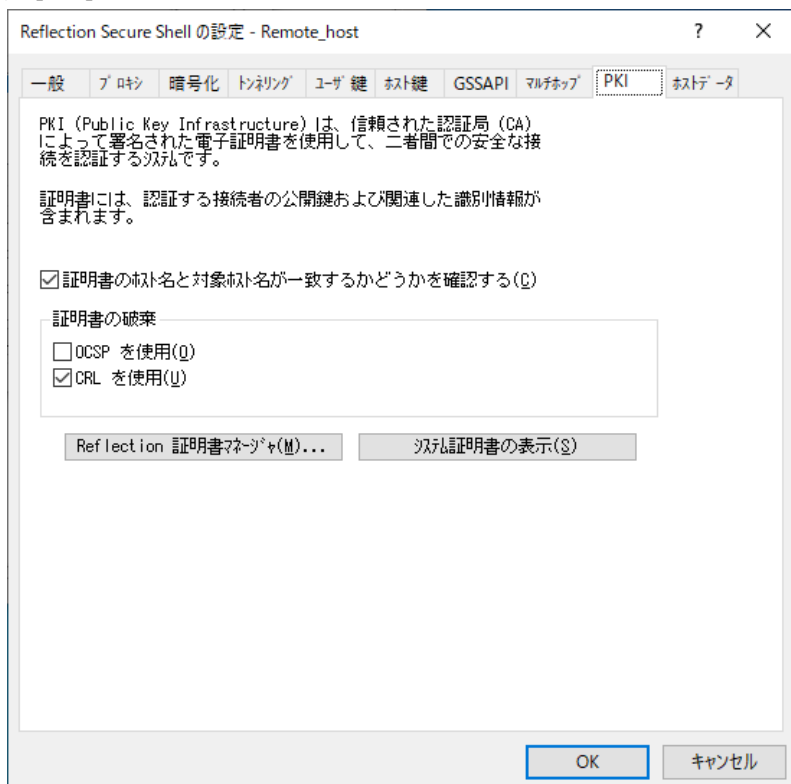 Reflection Secure Shell の設定 - Remote_host
?
一般 ﾌﾟﾛｷｼ 暗号化 ﾄﾝﾈﾘﾝｸﾞ ﾕｰｻﾞ鍵 ﾎｽﾄ鍵 GSSAPI ﾏﾙﾁﾎｯﾌﾟ PKI ﾎｽﾄﾃﾞｰﾀ
PKI (Public Key Infrastructure) は、信頼された認証局 (CA)
によって署名された電子証明書を使用して、二者間での安全な接
続を認証するｼｽﾃﾑです。
証明書には、認証する接続者の公開鍵および関連した識別情報が
含まれます。
証明書のﾎｽﾄ名と対象ﾎｽﾄ名が一致するかどうかを確認する(C)
証明書の破棄
OCSP を使用(O)
CRL を使用(U)
Reflection 証明書ﾏﾈｰｼﾞｬ(M)... ｼｽﾃﾑ証明書の表示(S)
OK キャンセル